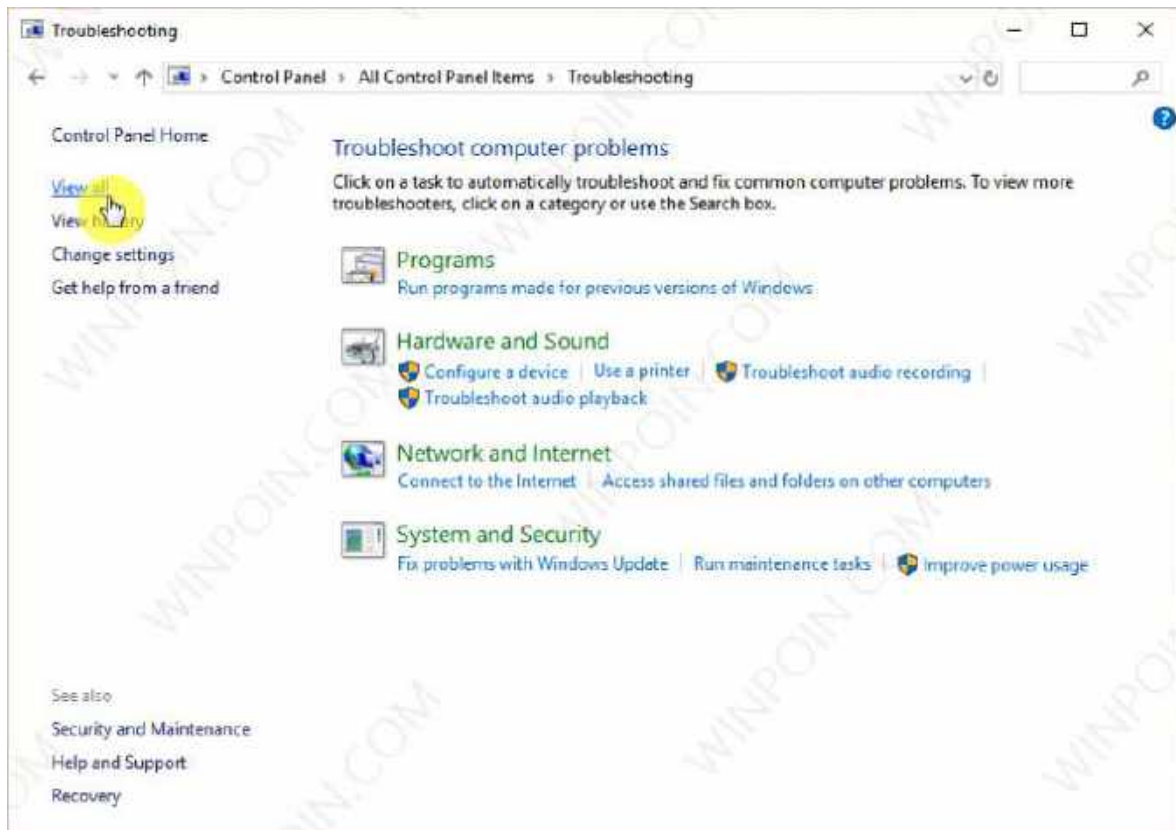 Troubleshooting
Control Panel › All Control Panel Items › Troubleshooting
Control Panel Home
View all
View history
Change settings
Get help from a friend
Troubleshoot computer problems
Click on a task to automatically troubleshoot and fix common computer problems. To view more
troubleshooters, click on a category or use the Search box.
Programs
Run programs made for previous versions of Windows
Hardware and Sound
Configure a device | Use a printer | Troubleshoot audio recording |
Troubleshoot audio playback
Network and Internet
Connect to the Internet | Access shared files and folders on other computers
System and Security
Fix problems with Windows Update | Run maintenance tasks | Improve power usage
See also
Security and Maintenance
Help and Support
Recovery
WINPOIN.COM